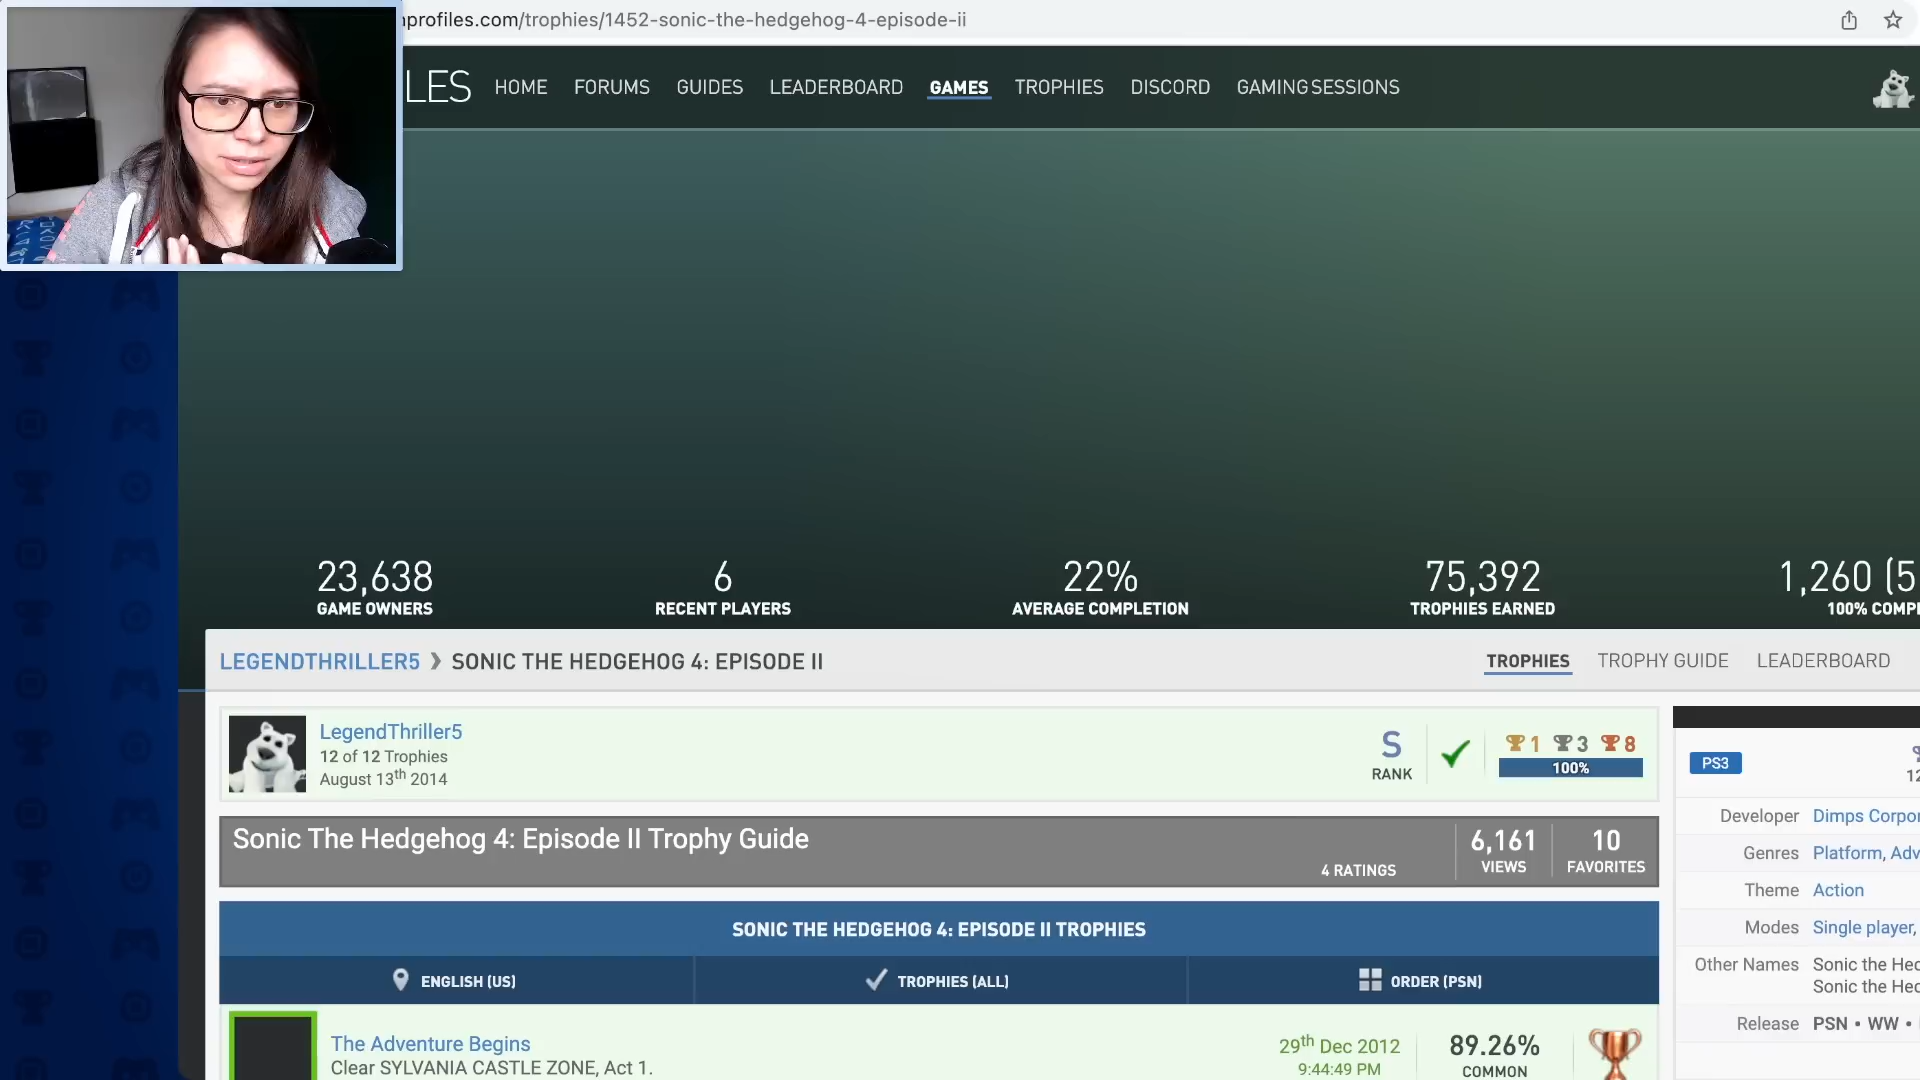 nprofiles.com/trophies/1452-sonic-the-hedgehog-4-episode-ii
LES HOME FORUMS GUIDES LEADERBOARD GAMES TROPHIES DISCORD GAMING SESSIONS
23,638 6 22% 75,392 1,260 (5
GAME OWNERS RECENT PLAYERS AVERAGE COMPLETION TROPHIES EARNED 100% COMP
LEGENDTHRILLER5 SONIC THE HEDGEHOG 4: EPISODE II TROPHIES TROPHY GUIDE LEADERBOARD
LegendThriller5
12 of 12 Trophies
August 13th 2014
S
RANK
1 3 8
100%
Sonic The Hedgehog 4: Episode II Trophy Guide
4 RATINGS
6,161
VIEWS
10
FAVORITES
SONIC THE HEDGEHOG 4: EPISODE II TROPHIES
ENGLISH (US) TROPHIES (ALL) ORDER (PSN)
The Adventure Begins
Clear SYLVANIA CASTLE ZONE, Act 1.
29th Dec 2012
9:44:49 PM
89.26%
COMMON
PS3
12
Developer Dimps Corpor
Genres Platform, Adv
Theme Action
Modes Single player,
Other Names Sonic the Hed
Sonic the Hed
Release PSN • WW •